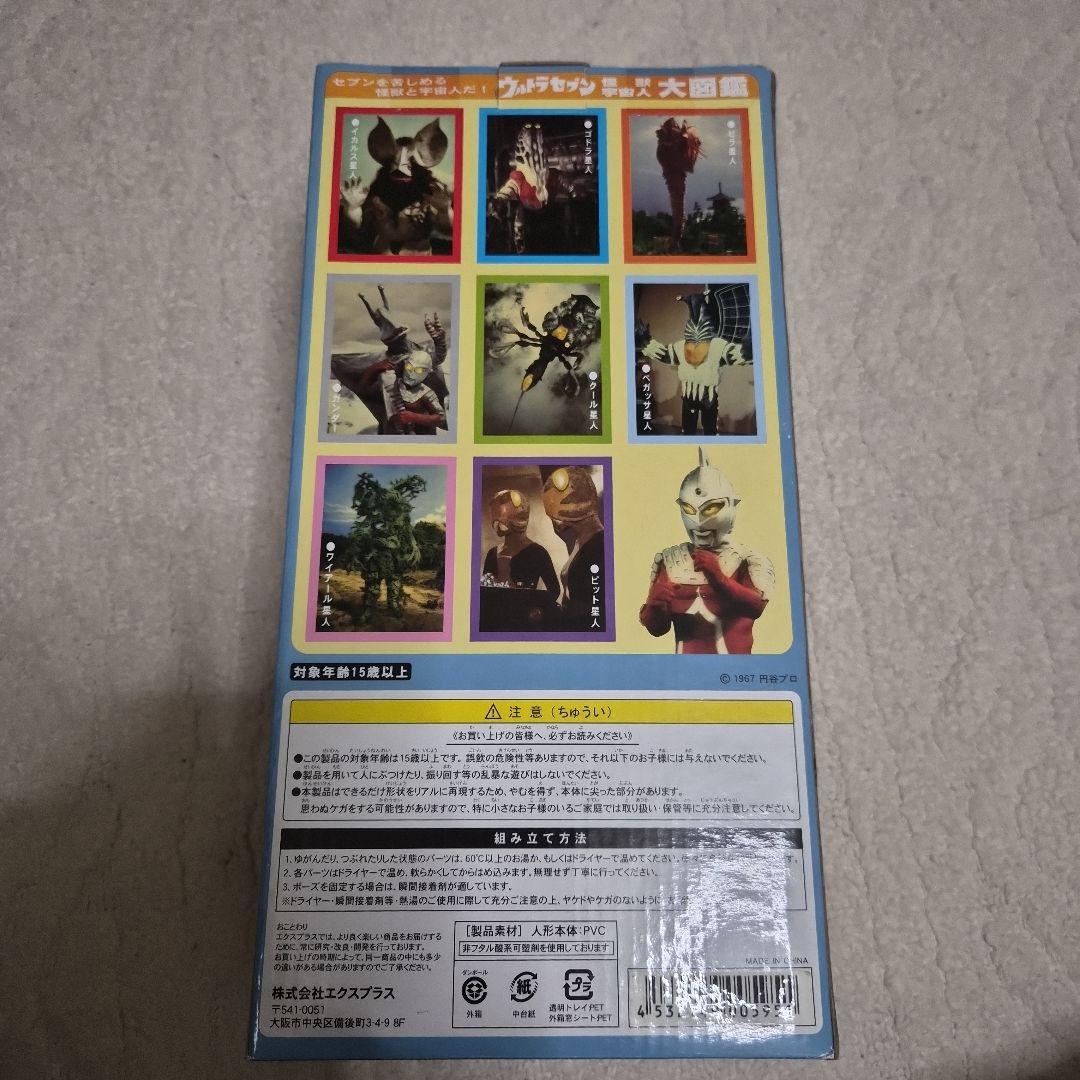 セブンを苦しめる
怪獣と宇宙人だ！
ウルトラセブン 怪獣 宇宙人 大図鑑
●イカルス星人
●ゴドラ星人
●ビラ星人
●ガンダー
●クール星人
●ペガッサ星人
●ワイアール星人
●ピット星人
対象年齢15歳以上
© 1967 円谷プロ
注意（ちゅうい）
《お買い上げの皆様へ、必ずお読みください》
●この製品の対象年齢は15歳以上です。誤飲の危険性等ありますので、それ以下のお子様には与えないでください。
●製品を用いて人にぶつけたり、振り回す等の乱暴な遊びはしないでください。
●本製品はできるだけ形状をリアルに再現するため、やむを得ず、本体に尖った部分があります。
思わぬケガをする可能性がありますので、特に小さなお子様のいるご家庭では取り扱い・保管等に充分注意してください。
組み立て方法
1. ゆがんだり、つぶれたりした状態のパーツは、60℃以上のお湯か、もしくはドライヤーで温めてください。
2. 各パーツはドライヤーで温め、軟らかくしてからはめ込みます。無理せず丁寧に行ってください。
3. ポーズを固定する場合は、瞬間接着剤が適しています。
※ドライヤー・瞬間接着剤等・熱湯のご使用に際して充分ご注意の上、ヤケドやケガのないように
おことわり
エクスプラスでは、より良く楽しい商品をお届けする
ために、常に研究・改良・開発を行っております。
お買い上げの時期によって、同一商品の中にも多少
の違いがある場合がありますのでご了承ください。
株式会社エクスプラス
〒541-0051
大阪市中央区備後町3-4-9 8F
［製品素材］ 人形本体：PVC
非フタル酸系可塑剤を使用しております
ダンボール
外箱
紙
中台紙
プラ
透明トレイ:PET
外箱窓シート:PET
MADE IN CHINA